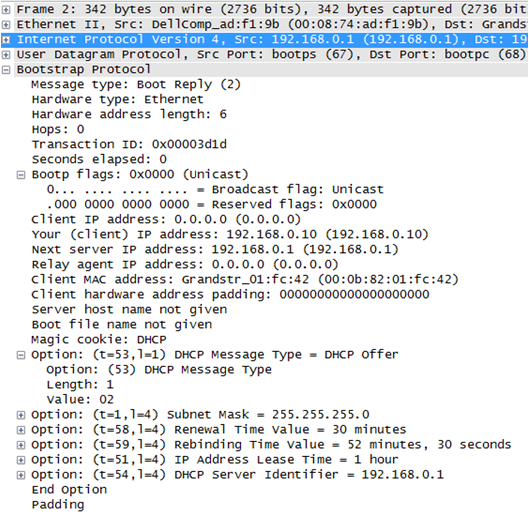 Frame 2: 342 bytes on wire (2736 bits), 342 bytes captured (2736 bit
Ethernet II, Src: DellComp_ad:f1:9b (00:08:74:ad:f1:9b), Dst: Grands
Internet Protocol Version 4, Src: 192.168.0.1 (192.168.0.1), Dst: 19
User Datagram Protocol, Src Port: bootps (67), Dst Port: bootpc (68)
Bootstrap Protocol
Message type: Boot Reply (2)
Hardware type: Ethernet
Hardware address length: 6
Hops: 0
Transaction ID: 0x00003d1d
Seconds elapsed: 0
Bootp flags: 0x0000 (Unicast)
0... .... .... .... = Broadcast flag: Unicast
.000 0000 0000 0000 = Reserved flags: 0x0000
Client IP address: 0.0.0.0 (0.0.0.0)
Your (client) IP address: 192.168.0.10 (192.168.0.10)
Next server IP address: 192.168.0.1 (192.168.0.1)
Relay agent IP address: 0.0.0.0 (0.0.0.0)
Client MAC address: Grandstr_01:fc:42 (00:0b:82:01:fc:42)
Client hardware address padding: 00000000000000000000
Server host name not given
Boot file name not given
Magic cookie: DHCP
Option: (t=53,l=1) DHCP Message Type = DHCP Offer
Option: (53) DHCP Message Type
Length: 1
Value: 02
Option: (t=1,l=4) Subnet Mask = 255.255.255.0
Option: (t=58,l=4) Renewal Time Value = 30 minutes
Option: (t=59,l=4) Rebinding Time Value = 52 minutes, 30 seconds
Option: (t=51,l=4) IP Address Lease Time = 1 hour
Option: (t=54,l=4) DHCP Server Identifier = 192.168.0.1
End Option
Padding